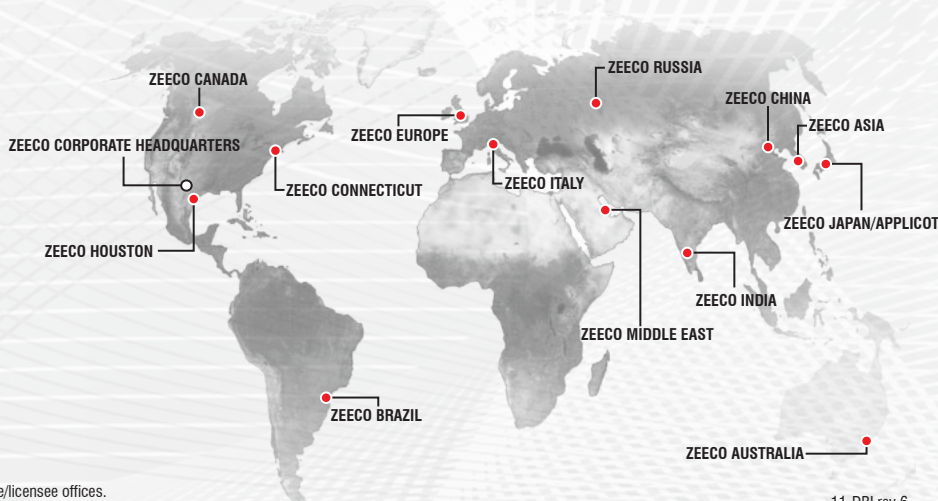 ZEECO CANADA
ZEECO RUSSIA
ZEECO CHINA
ZEECO ASIA
ZEECO EUROPE
ZEECO CORPORATE HEADQUARTERS
ZEECO CONNECTICUT
ZEECO ITALY
ZEECO JAPAN/APPLICOT
ZEECO HOUSTON
ZEECO INDIA
ZEECO MIDDLE EAST
ZEECO BRAZIL
ZEECO AUSTRALIA
e/licensee offices.